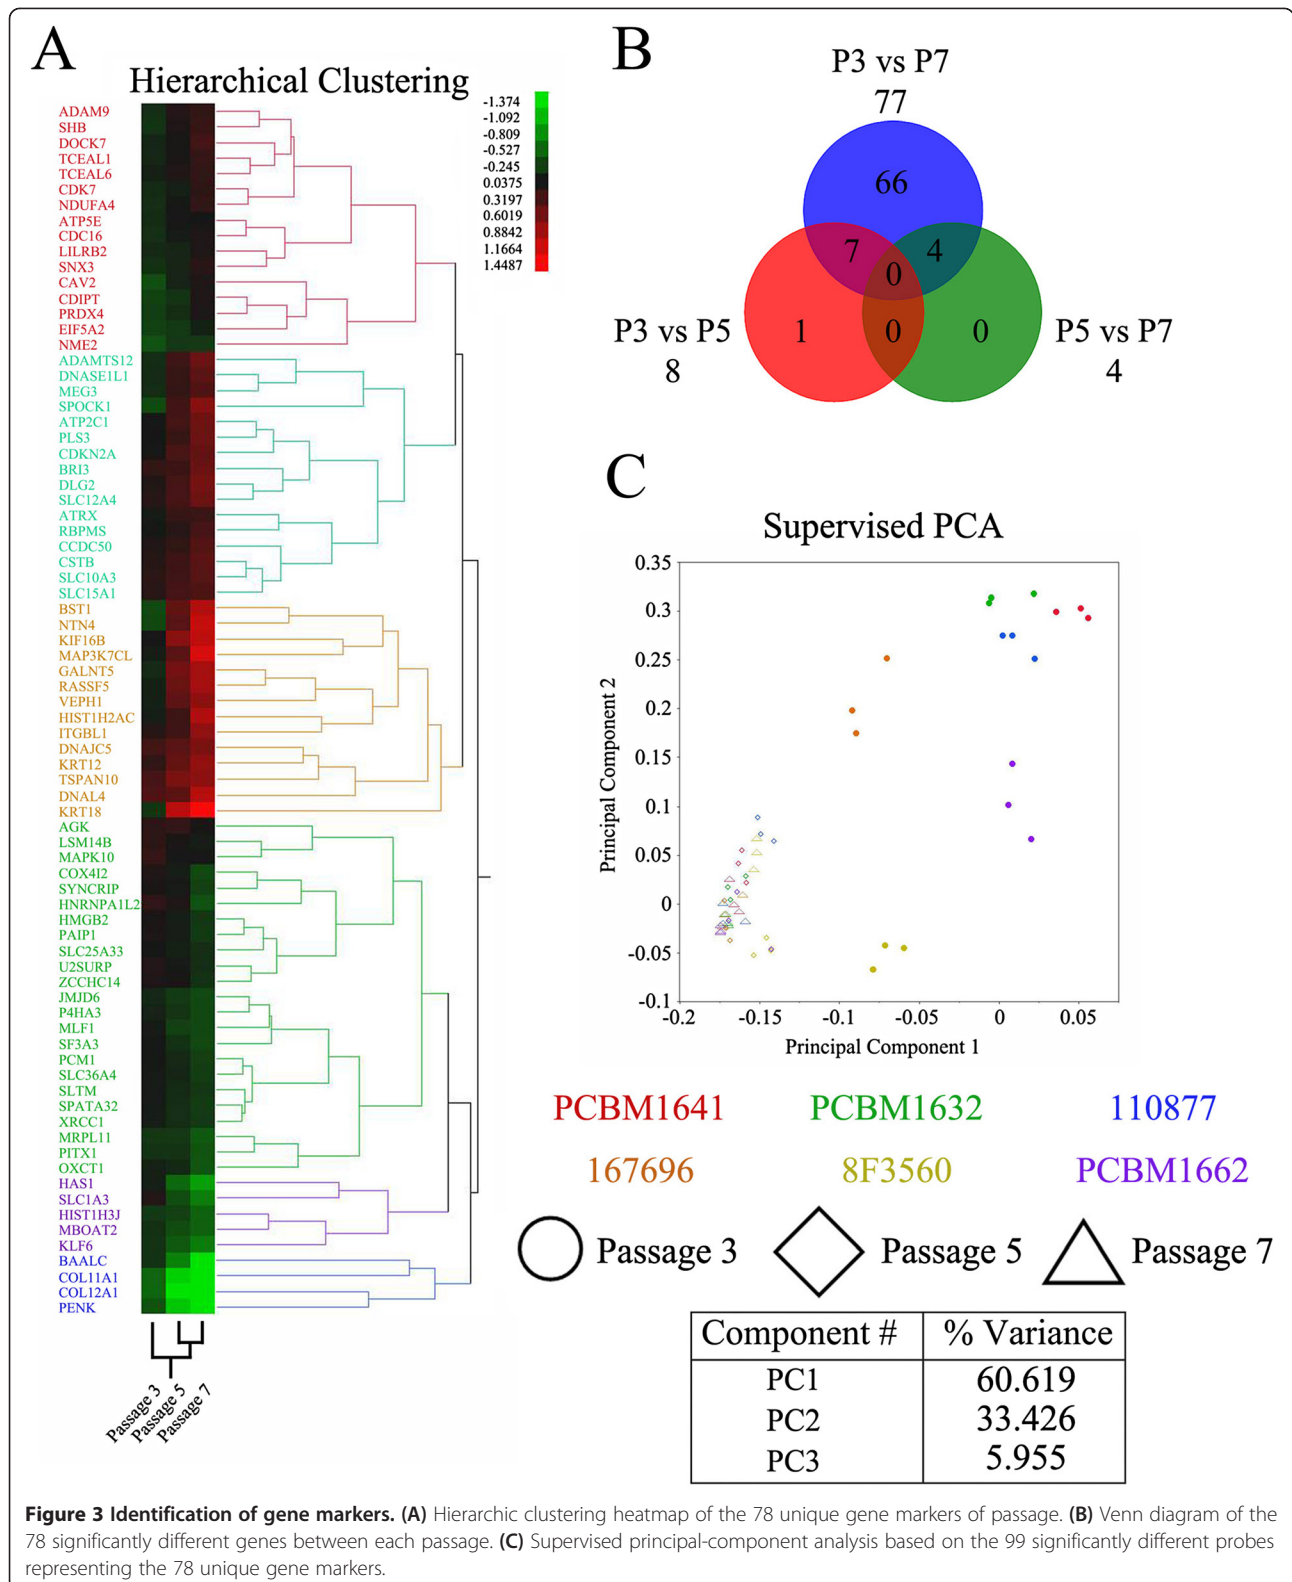 A
Hierarchical Clustering
ADAM9
SHB
DOCK7
TCEAL1
TCEAL6
CDK7
NDUFA4
ATP5E
CDC16
LILRB2
SNX3
CAV2
CDIPT
PRDX4
EIF5A2
NME2
ADAMTS12
DNASE1L1
MEG3
SPOCK1
ATP2C1
PLS3
CDKN2A
BRI3
DLG2
SLC12A4
ATRX
RBPMS
CCDC50
CSTB
SLC10A3
SLC15A1
BST1
NTN4
KIF16B
MAP3K7CL
GALNT5
RASSF5
VEPH1
HIST1H2AC
ITGBL1
DNAJC5
KRT12
TSPAN10
DNAL4
KRT18
AGK
LSM14B
MAPK10
COX4I2
SYNCRIP
HNRNPA1L2
HMGB2
PAIP1
SLC25A33
U2SURP
ZCCHC14
JMJD6
P4HA3
MLF1
SF3A3
PCM1
SLC36A4
SLTM
SPATA32
XRCC1
MRPL11
PITX1
OXCT1
HAS1
SLC1A3
HIST1H3J
MBOAT2
KLF6
BAALC
COL11A1
COL12A1
PENK
-1.374
-1.092
-0.809
-0.527
-0.245
0.0375
0.3197
0.6019
0.8842
1.1664
1.4487
Passage 3
Passage 5
Passage 7
B
P3 vs P7
77
66
7
4
0
P3 vs P5
8
1
0
0
P5 vs P7
4
C
Supervised PCA
0.35
0.3
0.25
0.2
0.15
0.1
0.05
0
-0.05
-0.1
Principal Component 2
-0.2 -0.15 -0.1 -0.05 0 0.05
Principal Component 1
PCBM1641 PCBM1632 110877
167696 8F3560 PCBM1662
Passage 3 Passage 5 Passage 7
Component # % Variance
PC1 60.619
PC2 33.426
PC3 5.955
Figure 3 Identification of gene markers. (A) Hierarchic clustering heatmap of the 78 unique gene markers of passage. (B) Venn diagram of the
78 significantly different genes between each passage. (C) Supervised principal-component analysis based on the 99 significantly different probes
representing the 78 unique gene markers.